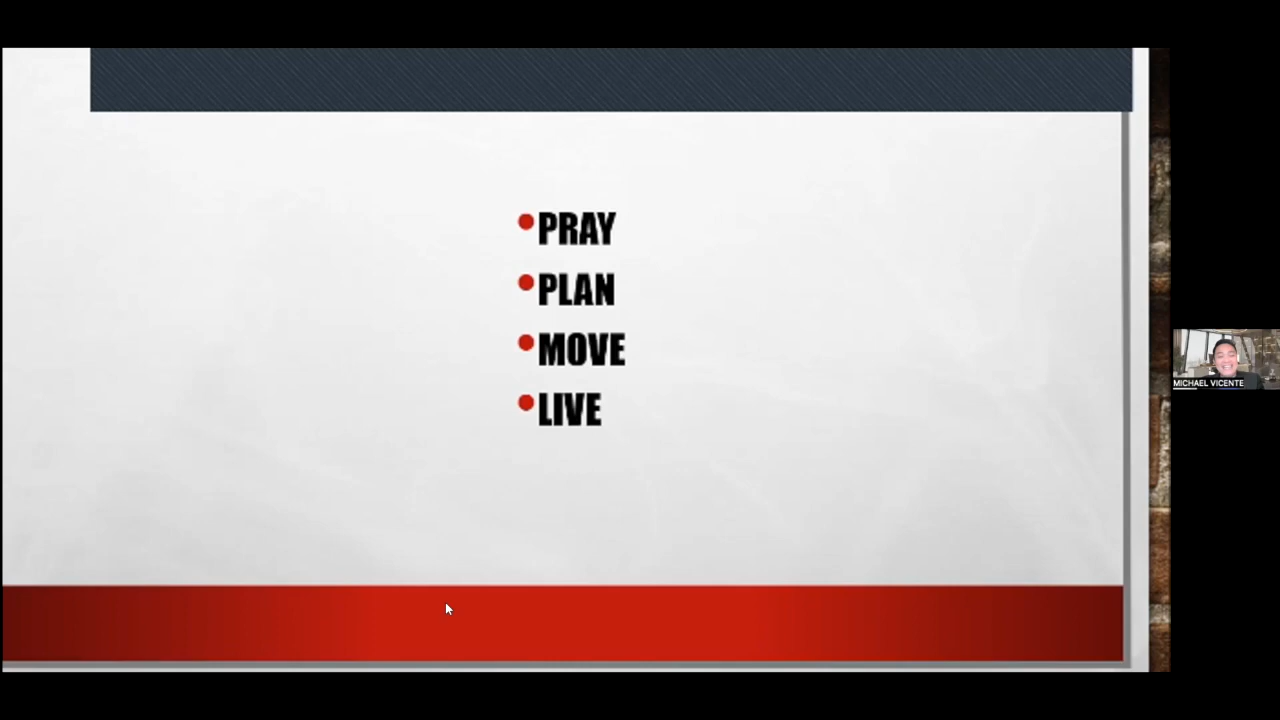 • PRAY
• PLAN
• MOVE
• LIVE
MICHAEL VICENTE